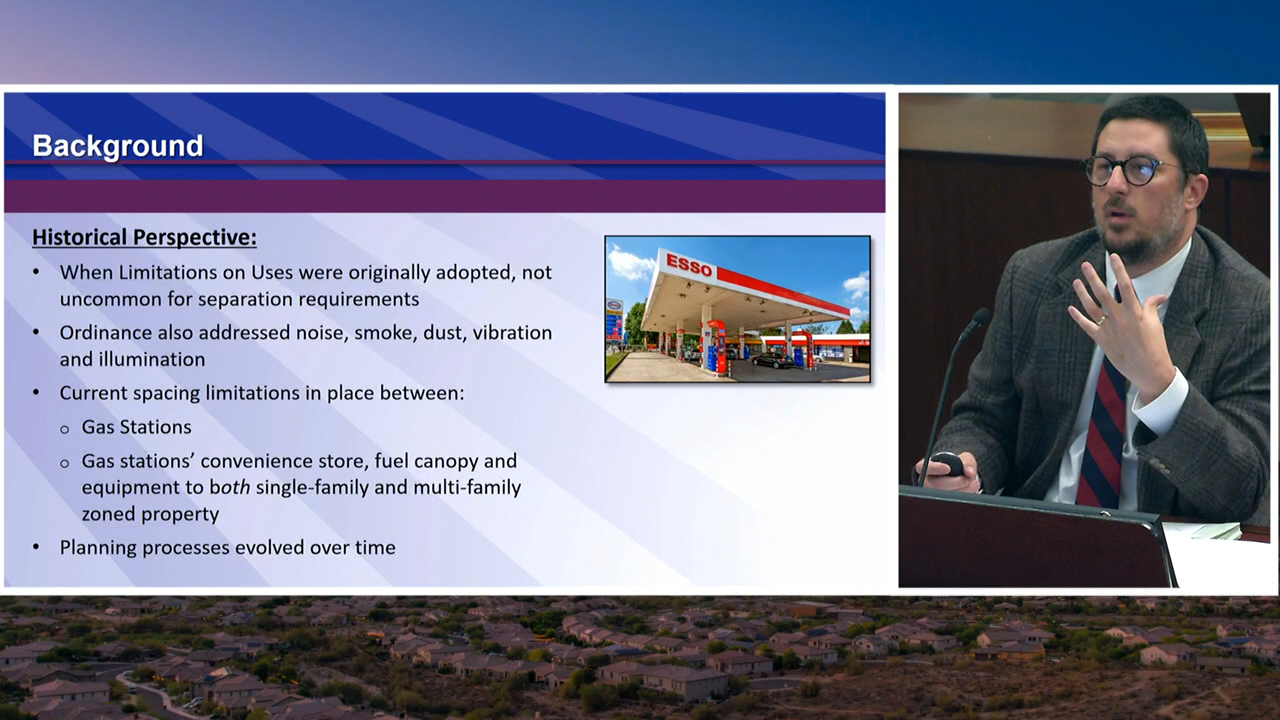 Background
Historical Perspective:
• When Limitations on Uses were originally adopted, not
uncommon for separation requirements
• Ordinance also addressed noise, smoke, dust, vibration
and illumination
• Current spacing limitations in place between:
o Gas Stations
o Gas stations’ convenience store, fuel canopy and
equipment to both single-family and multi-family
zoned property
• Planning processes evolved over time
ESSO